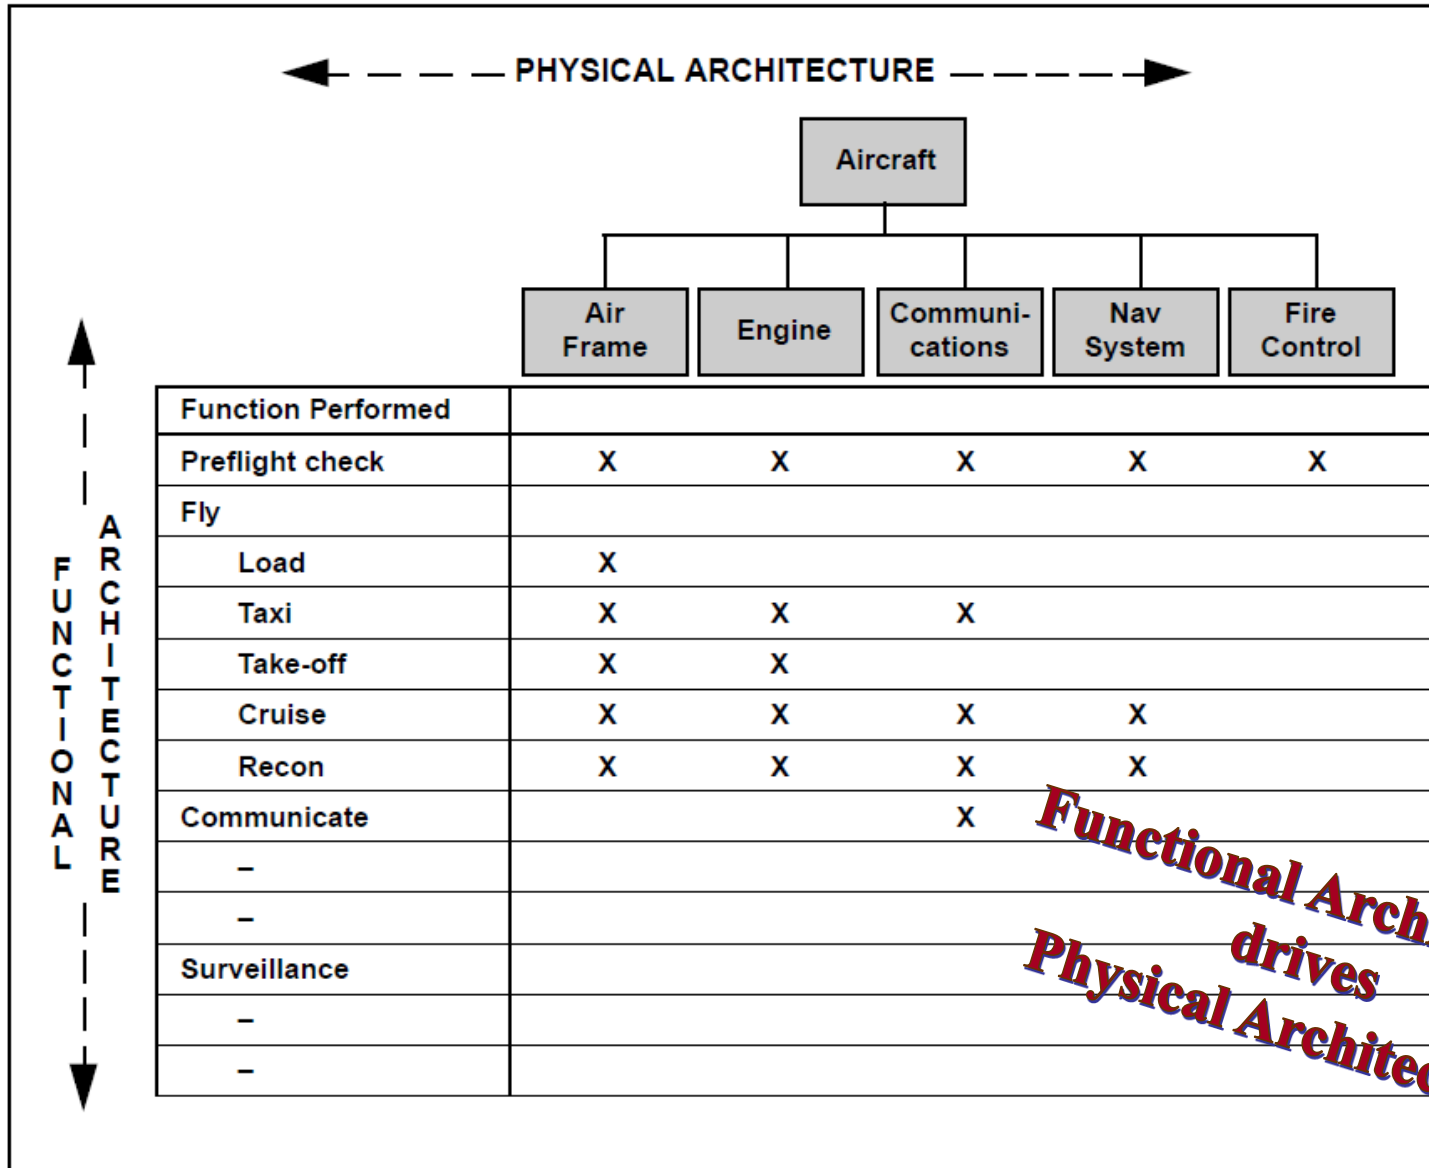 PHYSICAL ARCHITECTURE
Aircraft
Air Frame
Engine
Communi-cations
Nav System
Fire Control
FUNCTIONAL
ARCHITECTURE
Function Performed
Preflight check X X X X X
Fly
Load X
Taxi X X X
Take-off X X
Cruise X X X X
Recon X X X X
Communicate X
–
–
Surveillance
–
–
Functional Arch
drives
Physical Architec